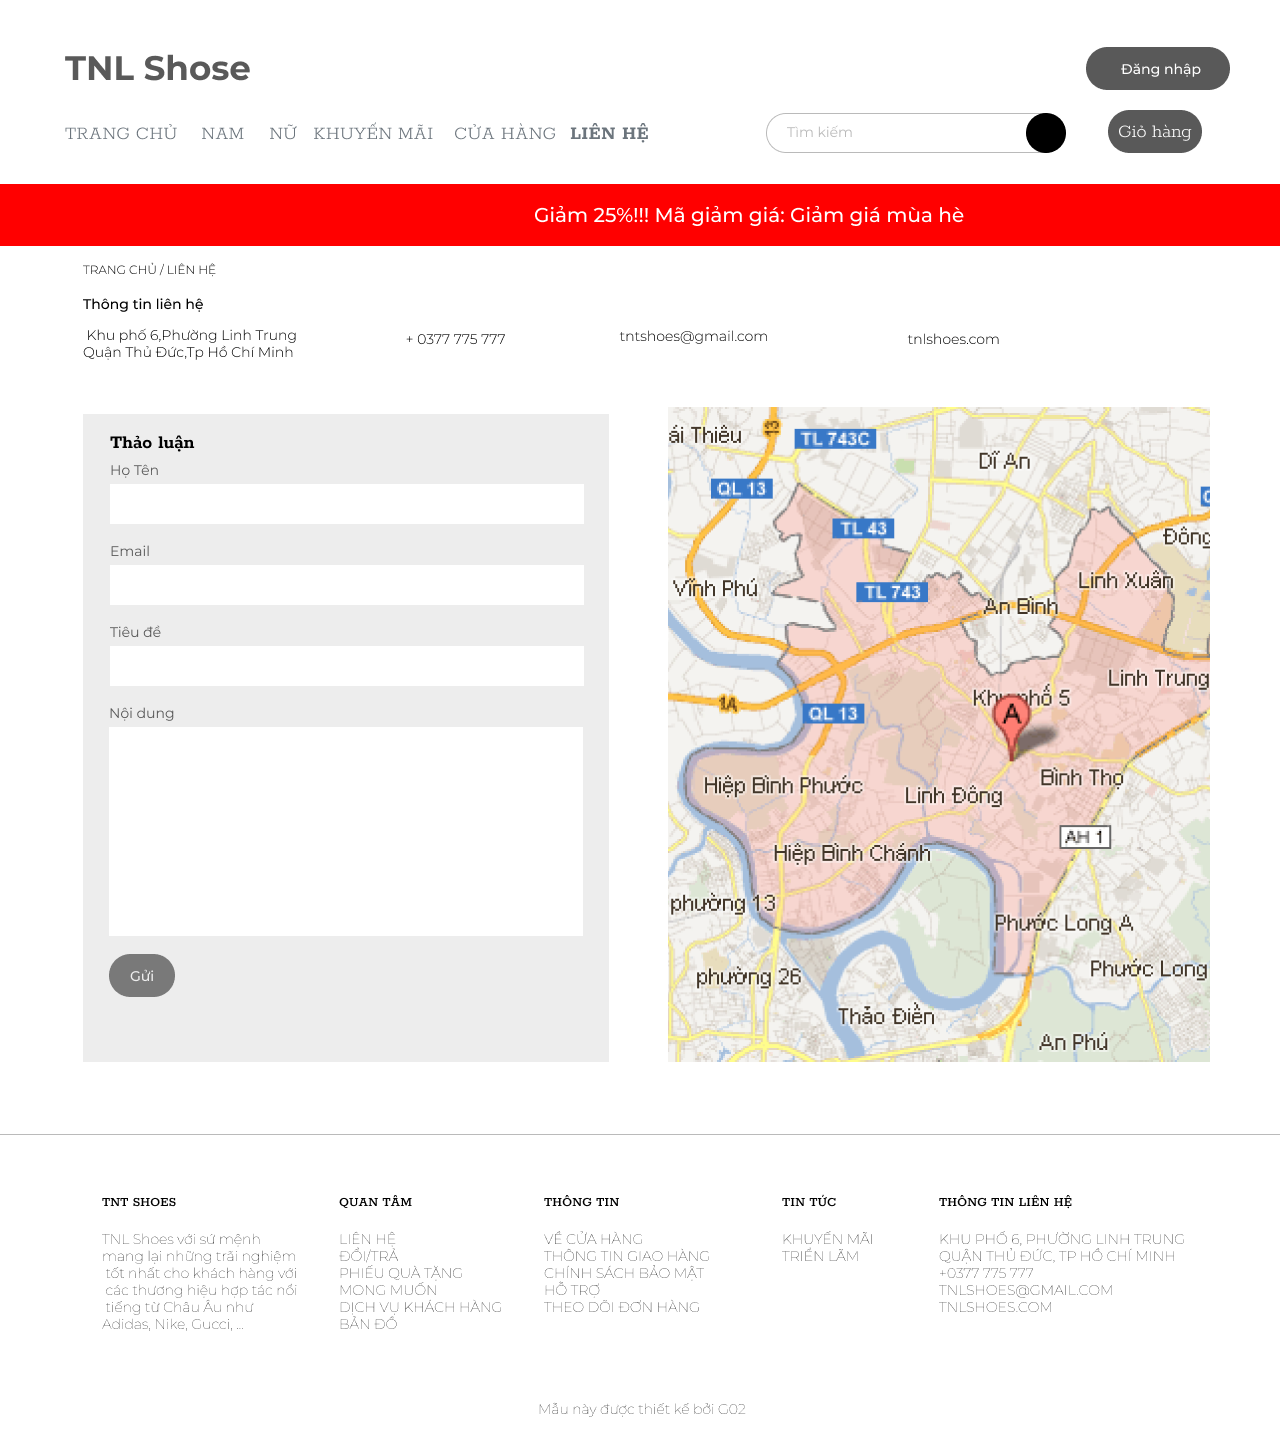 TNL Shose
Đăng nhập
TRANG CHỦ NAM NỮ KHUYẾN MÃI CỬA HÀNG LIÊN HỆ
Tìm kiếm
Giỏ hàng
Giảm 25%!!! Mã giảm giá: Giảm giá mùa hè
TRANG CHỦ / LIÊN HỆ
Thông tin liên hệ
Khu phố 6,Phường Linh Trung
Quận Thủ Đức,Tp Hồ Chí Minh
+ 0377 775 777
tntshoes@gmail.com
tnlshoes.com
Thảo luận
Họ Tên
Email
Tiêu đề
Nội dung
Gửi
ái Thiêu
13
TL 743C
Dĩ An
QL 13
TL 43
Đông
Vĩnh Phú
TL 743
Linh Xuân
An Bình
Linh Trung
Khu phố 5
14
QL 13
A
Bình Thọ
Hiệp Bình Phước
Linh Đông
AH 1
Hiệp Bình Chánh
phường 13
Phước Long A
phường 26
Phước Long
Thảo Điền
An Phú
TNT SHOES
TNL Shoes với sứ mệnh
mang lại những trãi nghiệm
tốt nhất cho khách hàng với
các thương hiệu hợp tác nổi
tiếng từ Châu Âu như
Adidas, Nike, Gucci, ...
QUAN TÂM
LIÊN HỆ
ĐỔI/TRẢ
PHIẾU QUÀ TẶNG
MONG MUỐN
DỊCH VỤ KHÁCH HÀNG
BẢN ĐỒ
THÔNG TIN
VỀ CỬA HÀNG
THÔNG TIN GIAO HÀNG
CHÍNH SÁCH BẢO MẬT
HỖ TRỢ
THEO DÕI ĐƠN HÀNG
TIN TỨC
KHUYẾN MÃI
TRIỂN LÃM
THÔNG TIN LIÊN HỆ
KHU PHỐ 6, PHƯỜNG LINH TRUNG
QUẬN THỦ ĐỨC, TP HỒ CHÍ MINH
+0377 775 777
TNLSHOES@GMAIL.COM
TNLSHOES.COM
Mẫu này được thiết kế bởi G02